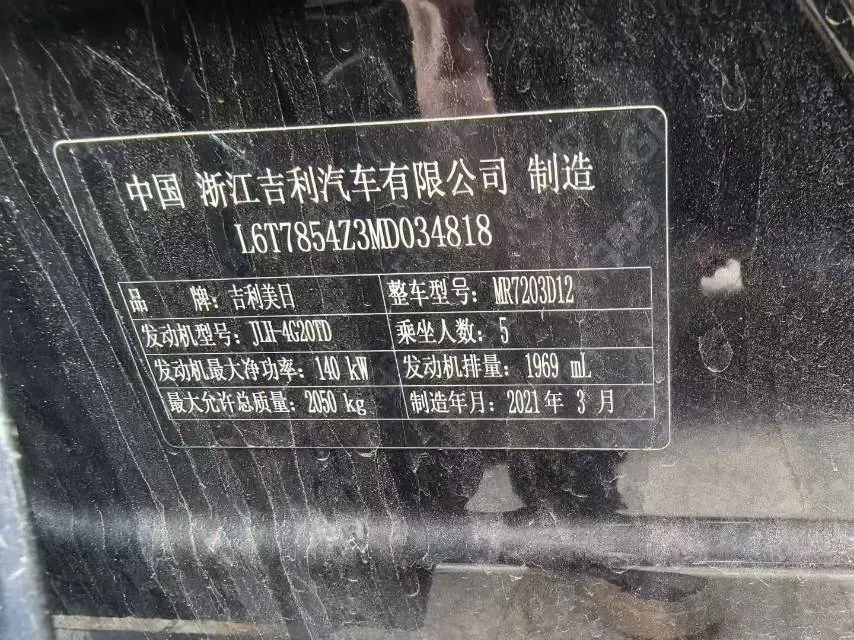 中国 浙江吉利汽车有限公司 制造
L6T7854Z3MD034818
品 牌：吉利美日 整车型号：MR7203D12
发动机型号：JLH-4G20TD 乘坐人数：5
发动机最大净功率：140 kW 发动机排量：1969 mL
最大允许总质量：2050 kg 制造年月：2021年 3 月